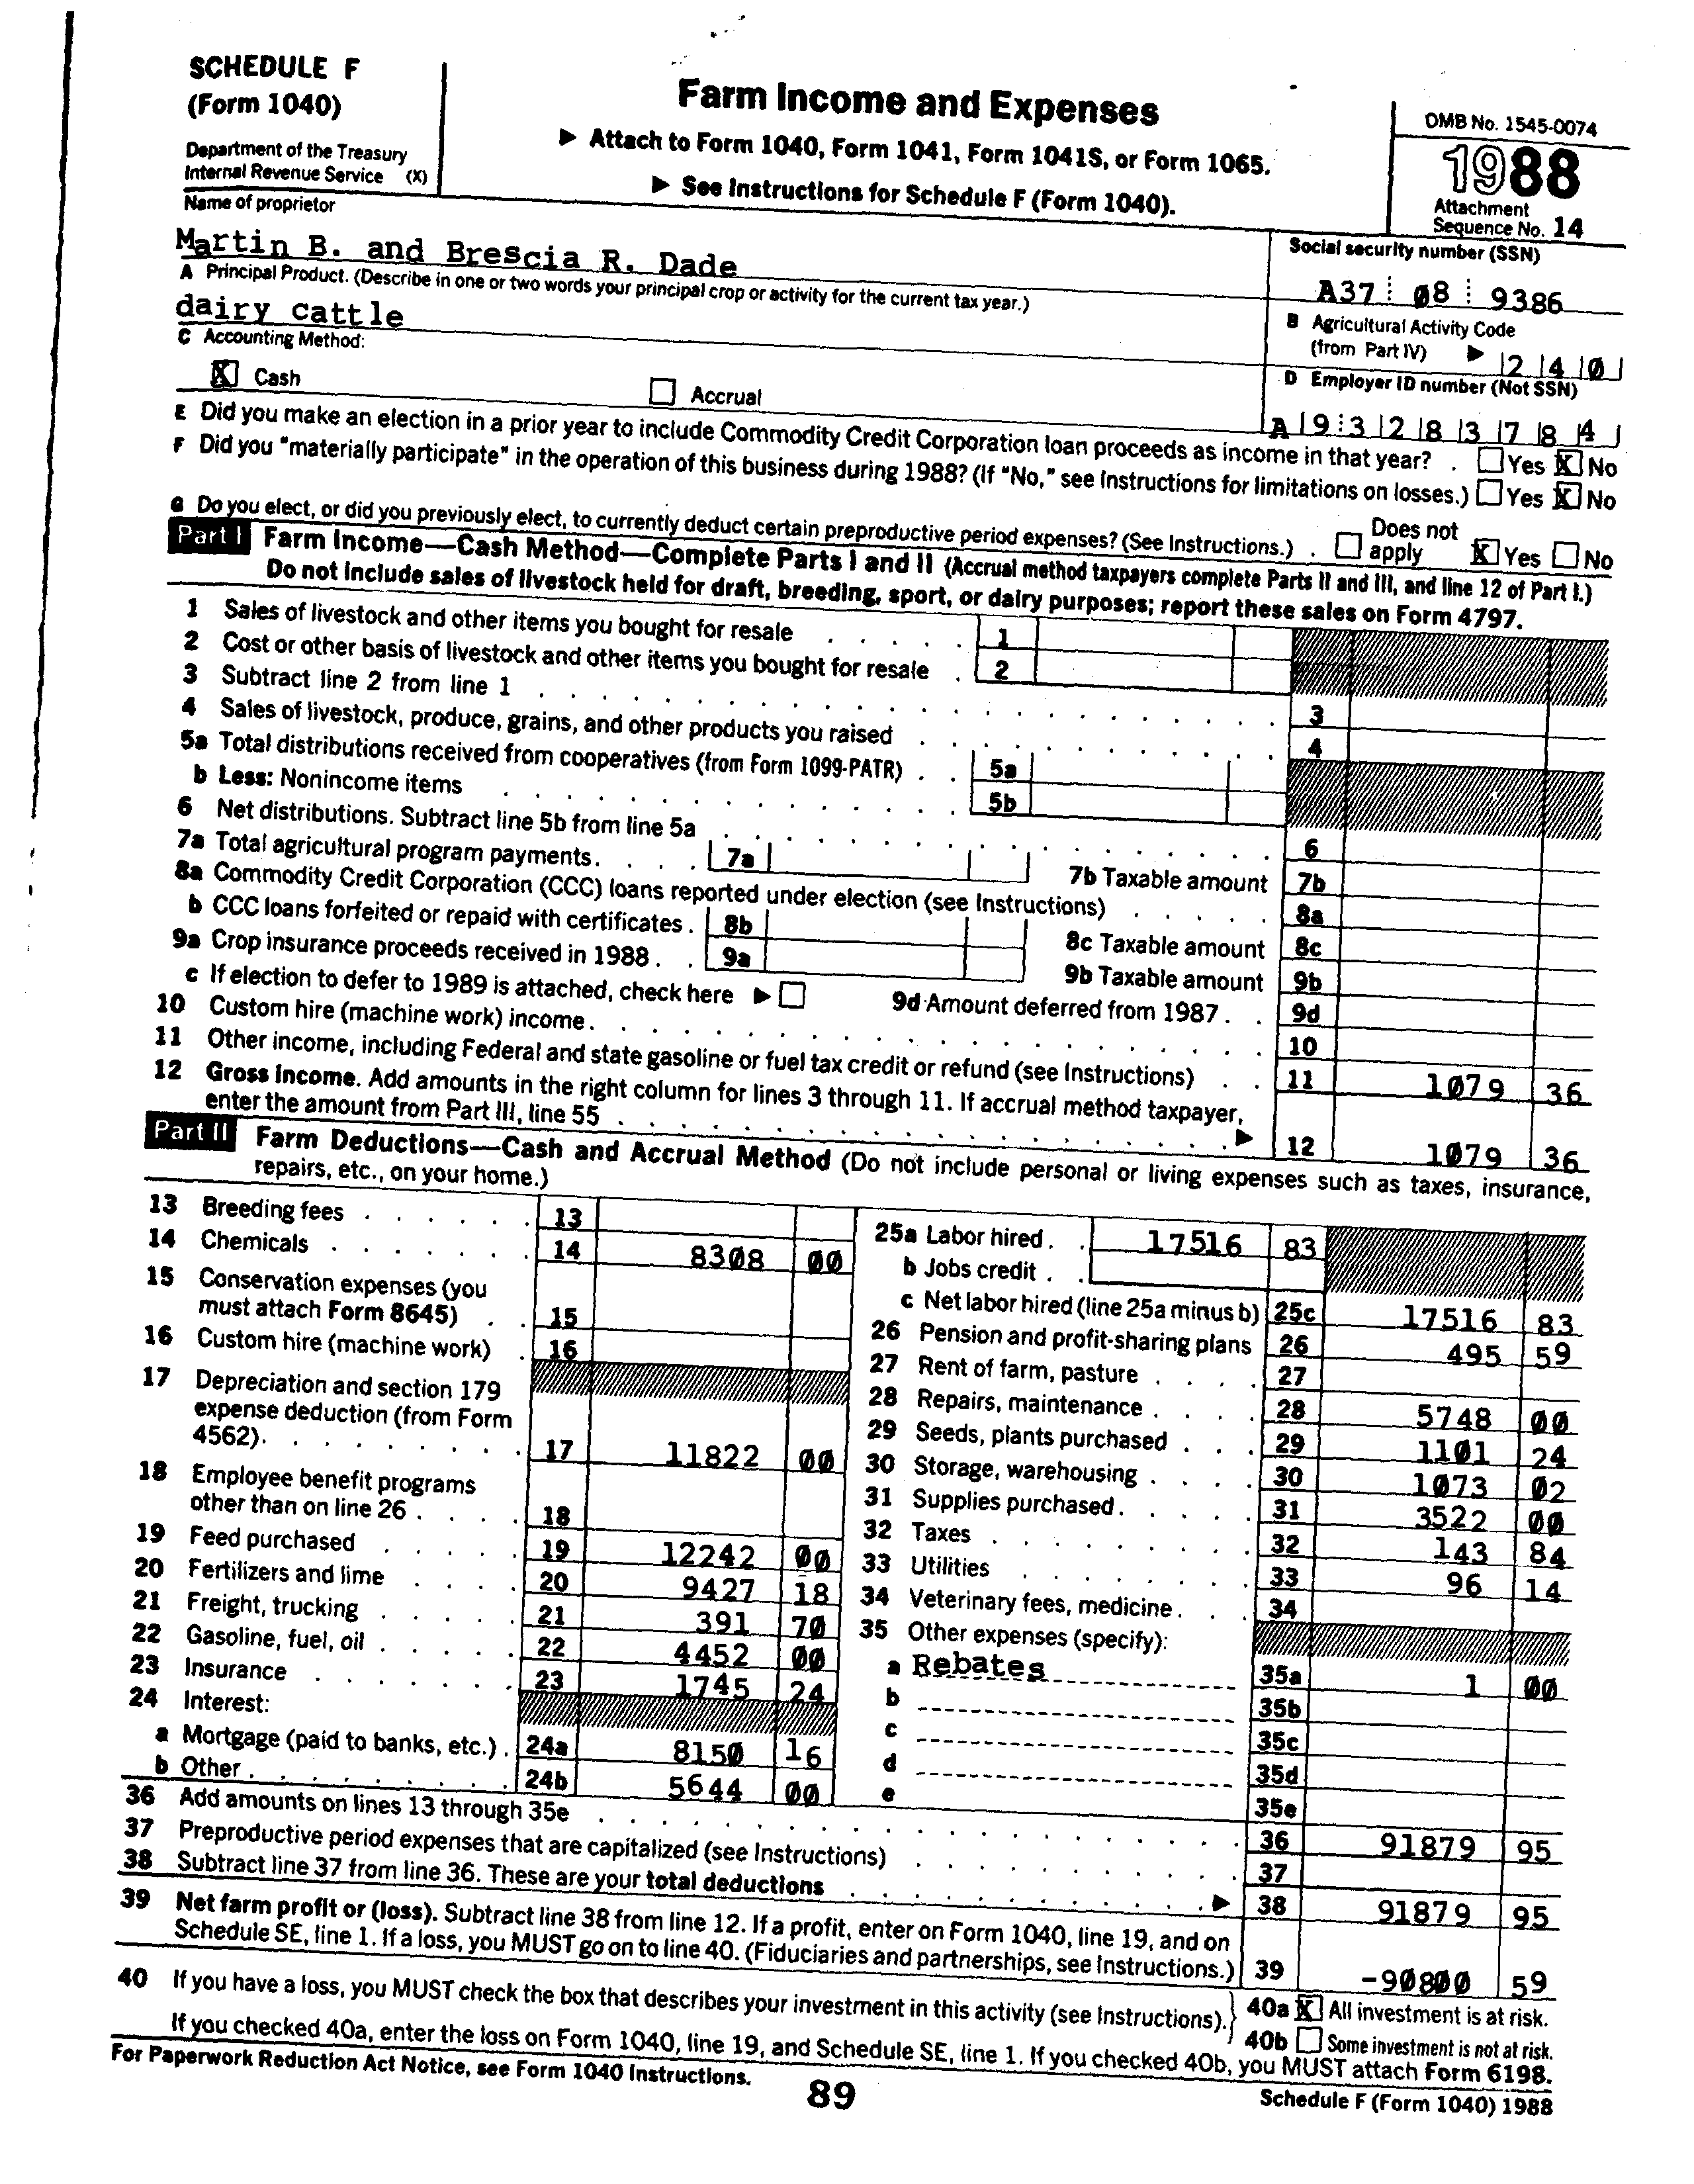 SCHEDULE F
(Form 1040)
Department of the Treasury
Internal Revenue Service (X)
Farm Income and Expenses
▶ Attach to Form 1040, Form 1041, Form 1041S, or Form 1065.
▶ See Instructions for Schedule F (Form 1040).
OMB No. 1545-0074
1988
Attachment
Sequence No. 14
Name of proprietor
Martin B. and Brescia R. Dade
Social security number (SSN)
A37 08 9386
A Principal Product. (Describe in one or two words your principal crop or activity for the current tax year.)
dairy cattle
B Agricultural Activity Code
(from Part IV) ▶ 2 4 0
C Accounting Method:
X Cash Accrual
D Employer ID number (Not SSN)
A 9 3 2 8 3 7 8 4
E Did you make an election in a prior year to include Commodity Credit Corporation loan proceeds as income in that year? . Yes X No
F Did you "materially participate" in the operation of this business during 1988? (If "No," see Instructions for limitations on losses.) Yes X No
G Do you elect, or did you previously elect, to currently deduct certain preproductive period expenses? (See Instructions.) . Does not apply X Yes No
Part I Farm Income—Cash Method—Complete Parts I and II (Accrual method taxpayers complete Parts II and III, and line 12 of Part I.)
Do not include sales of livestock held for draft, breeding, sport, or dairy purposes; report these sales on Form 4797.
1 Sales of livestock and other items you bought for resale . . . . . 1
2 Cost or other basis of livestock and other items you bought for resale . 2
3 Subtract line 2 from line 1 . . . . . 3
4 Sales of livestock, produce, grains, and other products you raised . . . . . 4
5a Total distributions received from cooperatives (from Form 1099-PATR) . . 5a
b Less: Nonincome items . . . . . 5b
6 Net distributions. Subtract line 5b from line 5a . . . . . 6
7a Total agricultural program payments. . . . . 7a 7b Taxable amount 7b
8a Commodity Credit Corporation (CCC) loans reported under election (see Instructions) . . . . . 8a
b CCC loans forfeited or repaid with certificates . 8b 8c Taxable amount 8c
9a Crop insurance proceeds received in 1988 . . 9a 9b Taxable amount 9b
c If election to defer to 1989 is attached, check here ▶ 9d Amount deferred from 1987 . . 9d
10 Custom hire (machine work) income . . . . . 10
11 Other income, including Federal and state gasoline or fuel tax credit or refund (see Instructions) . . 11 1079 36
12 Gross income. Add amounts in the right column for lines 3 through 11. If accrual method taxpayer,
enter the amount from Part III, line 55 . . . . . ▶ 12 1079 36
Part II Farm Deductions—Cash and Accrual Method (Do not include personal or living expenses such as taxes, insurance,
repairs, etc., on your home.)
13 Breeding fees . . . . . . 13
14 Chemicals . . . . . . . 14 8308 00
15 Conservation expenses (you
must attach Form 8645) . . 15
16 Custom hire (machine work) . 16
17 Depreciation and section 179
expense deduction (from Form
4562). . . . . . . . . 17 11822 00
18 Employee benefit programs
other than on line 26 . . . . 18
19 Feed purchased . . . . . 19 12242 00
20 Fertilizers and lime . . . . 20 9427 18
21 Freight, trucking . . . . . 21 391 70
22 Gasoline, fuel, oil . . . . . 22 4452 00
23 Insurance . . . . . . . 23 1745 24
24 Interest:
a Mortgage (paid to banks, etc.) . 24a 8150 16
b Other . . . . . . . . . 24b 5644 00
25a Labor hired . . 17516 83
b Jobs credit . .
c Net labor hired (line 25a minus b) 25c 17516 83
26 Pension and profit-sharing plans 26 495 59
27 Rent of farm, pasture . . . . 27
28 Repairs, maintenance . . . . 28 5748 00
29 Seeds, plants purchased . . . 29 1101 24
30 Storage, warehousing . . . . 30 1073 02
31 Supplies purchased . . . . . 31 3522 00
32 Taxes . . . . . . . . . 32 143 84
33 Utilities . . . . . . . . 33 96 14
34 Veterinary fees, medicine . . . 34
35 Other expenses (specify):
a Rebates 35a 1 00
b 35b
c 35c
d 35d
e 35e
36 Add amounts on lines 13 through 35e . . . . . 36 91879 95
37 Preproductive period expenses that are capitalized (see Instructions) . . . . . 37
38 Subtract line 37 from line 36. These are your total deductions . . . . . ▶ 38 91879 95
39 Net farm profit or (loss). Subtract line 38 from line 12. If a profit, enter on Form 1040, line 19, and on
Schedule SE, line 1. If a loss, you MUST go on to line 40. (Fiduciaries and partnerships, see Instructions.) 39 -90800 59
40 If you have a loss, you MUST check the box that describes your investment in this activity (see Instructions). 40a X All investment is at risk.
40b Some investment is not at risk.
If you checked 40a, enter the loss on Form 1040, line 19, and Schedule SE, line 1. If you checked 40b, you MUST attach Form 6198.
For Paperwork Reduction Act Notice, see Form 1040 Instructions.
89
Schedule F (Form 1040) 1988